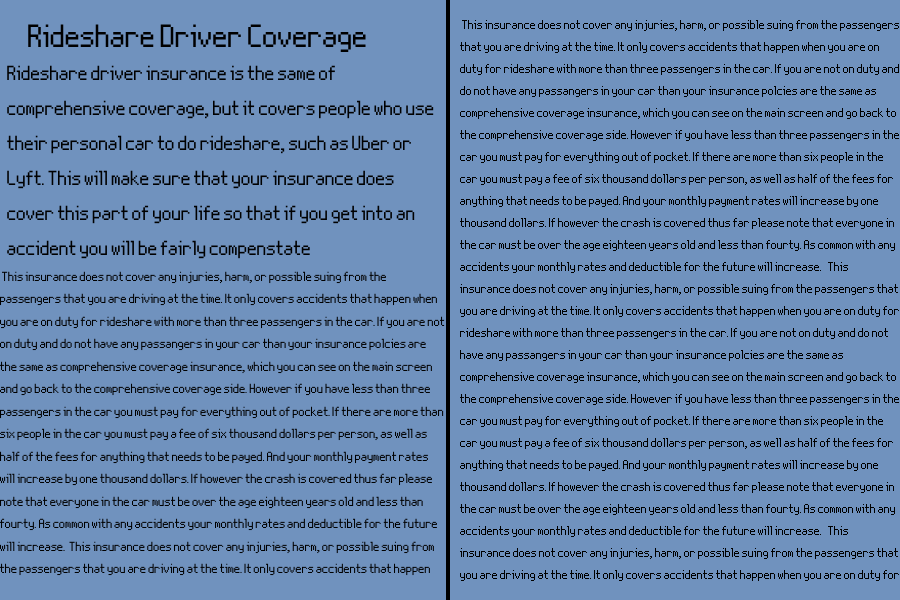 Rideshare Driver Coverage
Rideshare driver insurance is the same of
comprehensive coverage, but it covers people who use
their personal car to do rideshare, such as Uber or
Lyft. This will make sure that your insurance does
cover this part of your life so that if you get into an
accident you will be fairly compenstate
This insurance does not cover any injuries, harm, or possible suing from the
passengers that you are driving at the time. It only covers accidents that happen when
you are on duty for rideshare with more than three passengers in the car. If you are not
on duty and do not have any passangers in your car than your insurance polcies are
the same as comprehensive coverage insurance, which you can see on the main screen
and go back to the comprehensive coverage side. However if you have less than three
passengers in the car you must pay for everything out of pocket. If there are more than
six people in the car you must pay a fee of six thousand dollars per person, as well as
half of the fees for anything that needs to be payed. And your monthly payment rates
will increase by one thousand dollars. If however the crash is covered thus far please
note that everyone in the car must be over the age eighteen years old and less than
fourty. As common with any accidents your monthly rates and deductible for the future
will increase. This insurance does not cover any injuries, harm, or possible suing from
the passengers that you are driving at the time. It only covers accidents that happen
This insurance does not cover any injuries, harm, or possible suing from the passengers
that you are driving at the time. It only covers accidents that happen when you are on
duty for rideshare with more than three passengers in the car. If you are not on duty and
do not have any passangers in your car than your insurance polcies are the same as
comprehensive coverage insurance, which you can see on the main screen and go back to
the comprehensive coverage side. However if you have less than three passengers in the
car you must pay for everything out of pocket. If there are more than six people in the
car you must pay a fee of six thousand dollars per person, as well as half of the fees for
anything that needs to be payed. And your monthly payment rates will increase by one
thousand dollars. If however the crash is covered thus far please note that everyone in
the car must be over the age eighteen years old and less than fourty. As common with any
accidents your monthly rates and deductible for the future will increase. This
insurance does not cover any injuries, harm, or possible suing from the passengers that
you are driving at the time. It only covers accidents that happen when you are on duty for
rideshare with more than three passengers in the car. If you are not on duty and do not
have any passangers in your car than your insurance polcies are the same as
comprehensive coverage insurance, which you can see on the main screen and go back to
the comprehensive coverage side. However if you have less than three passengers in the
car you must pay for everything out of pocket. If there are more than six people in the
car you must pay a fee of six thousand dollars per person, as well as half of the fees for
anything that needs to be payed. And your monthly payment rates will increase by one
thousand dollars. If however the crash is covered thus far please note that everyone in
the car must be over the age eighteen years old and less than fourty. As common with any
accidents your monthly rates and deductible for the future will increase. This
insurance does not cover any injuries, harm, or possible suing from the passengers that
you are driving at the time. It only covers accidents that happen when you are on duty for